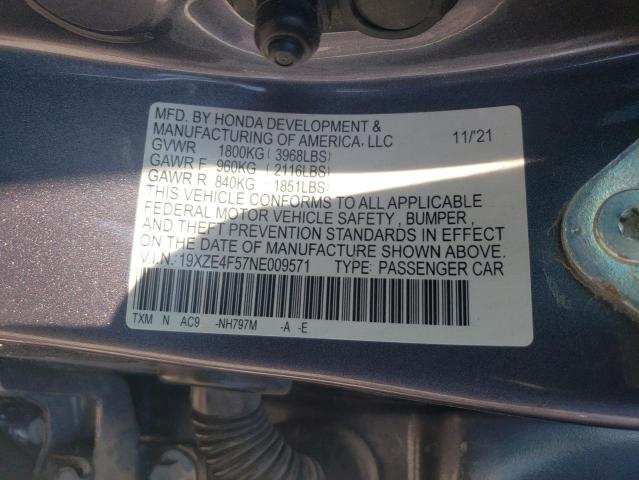 MFD. BY HONDA DEVELOPMENT &
MANUFACTURING OF AMERICA, LLC 11/'21
GVWR 1800KG ( 3968LBS)
GAWR F 960KG ( 2116LBS)
GAWR R 840KG ( 1851LBS)
THIS VEHICLE CONFORMS TO ALL APPLICABLE
FEDERAL MOTOR VEHICLE SAFETY , BUMPER ,
AND THEFT PREVENTION STANDARDS IN EFFECT
ON THE DATE OF MANUFACTURE SHOWN ABOVE.
V.I.N.:19XZE4F57NE009571 TYPE: PASSENGER CAR
TXM N AC9 -NH797M -A -E